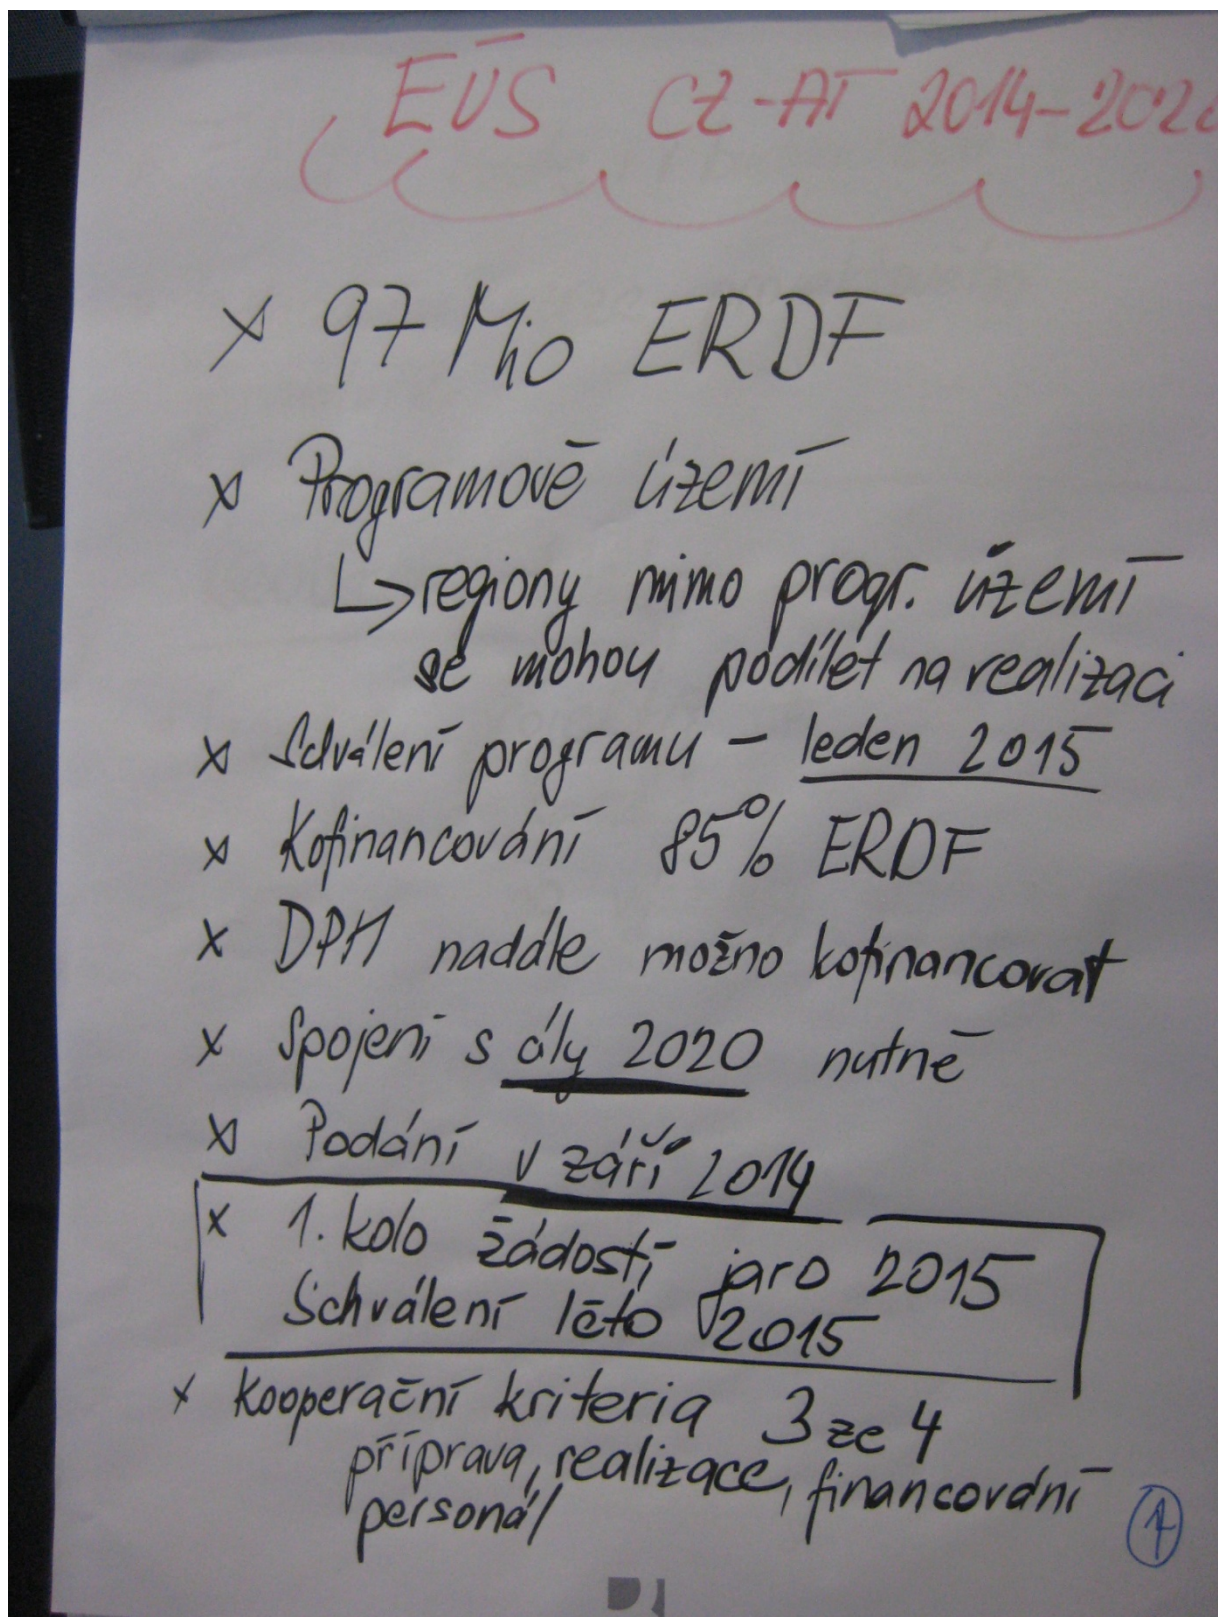 EÚS CZ-AT 2014-202
x 97 Mio ERDF
x Programové území
↳ regiony mimo progr. území
se mohou podílet na realizaci
x Schválení programu - leden 2015
x Kofinancování 85% ERDF
x DPH naddále možno kofinancovat
x Spojení s cíly 2020 nutné
x Podání v září 2014
x 1. kolo žádostí jaro 2015
Schválení léto 2015
x Kooperační kriteria 3 ze 4
příprava, realizace, financování
personál
1